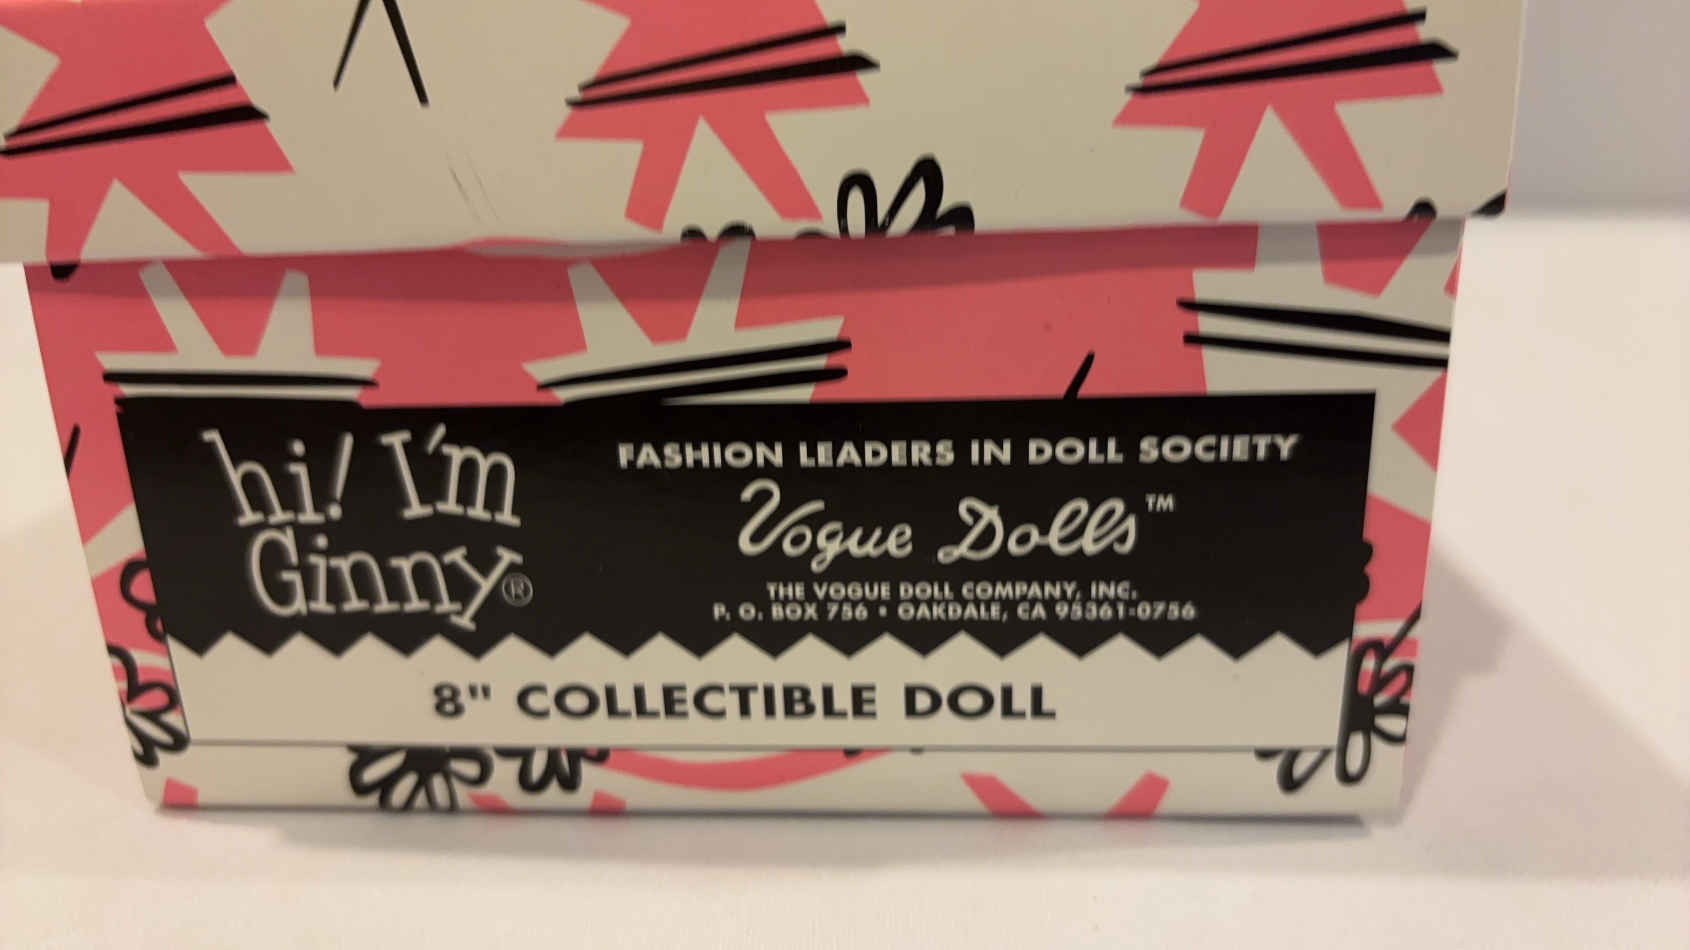 hi! I'm
Ginny®
FASHION LEADERS IN DOLL SOCIETY
Vogue Dolls™
THE VOGUE DOLL COMPANY, INC.
P. O. BOX 756 • OAKDALE, CA 95361-0756
8" COLLECTIBLE DOLL